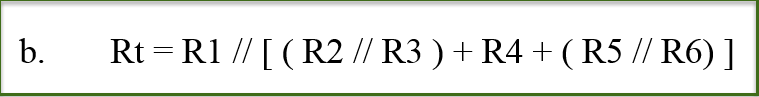 b. Rt = R1 // [ ( R2 // R3 ) + R4 + ( R5 // R6) ]